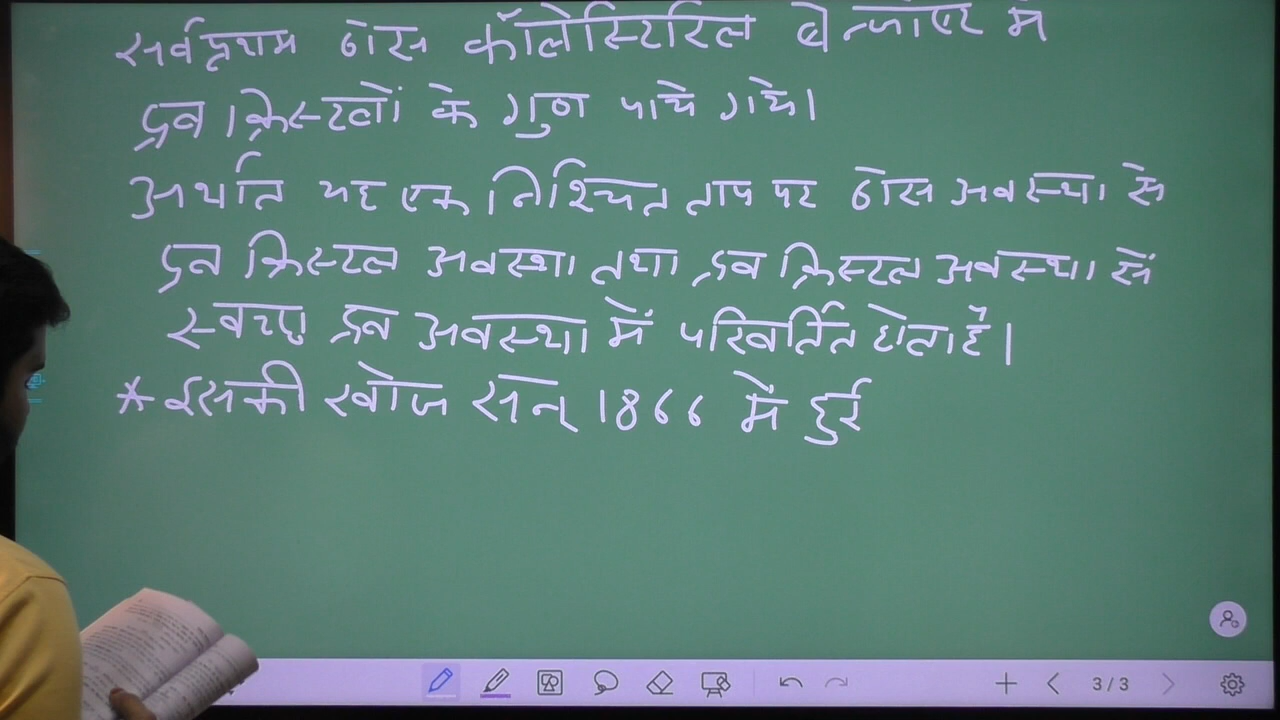 सर्वप्रथम ठोस कॉलेस्टिरिल बेन्जोएट में
द्रव क्रिस्टलों के गुण पाये गये।
अर्थात यह एक निश्चित ताप पर ठोस अवस्था से
द्रव क्रिस्टल अवस्था तथा द्रव क्रिस्टल अवस्था सें
स्वच्छ द्रव अवस्था में परिवर्तित होता है।
* इसकी खोज सन् 1866 में हुई
3/3